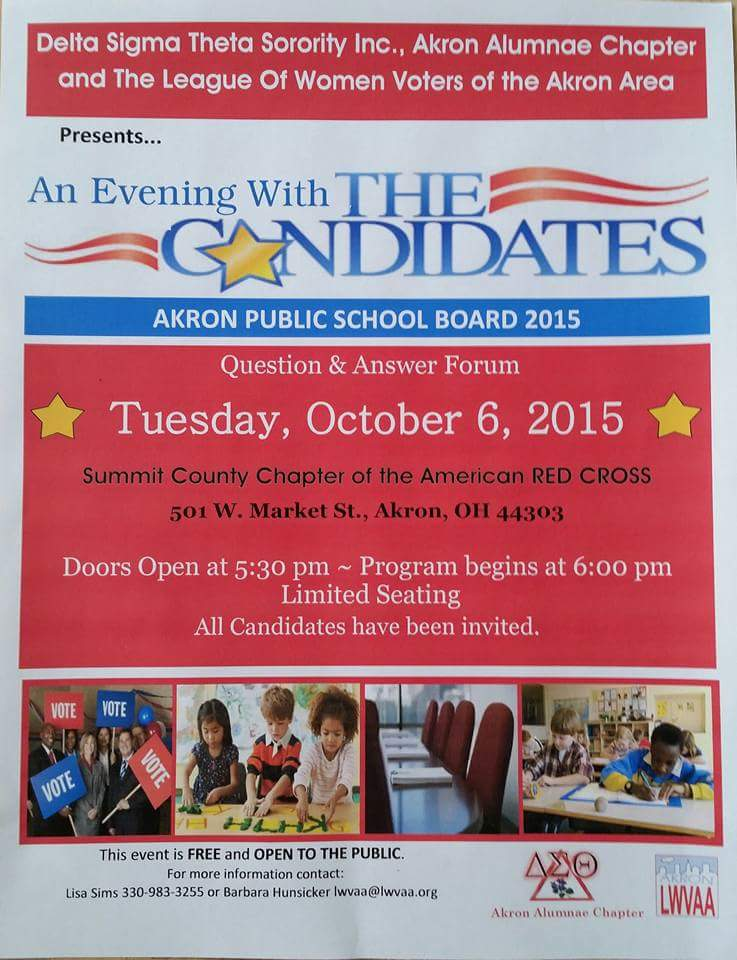 Delta Sigma Theta Sorority Inc., Akron Alumnae Chapter
and The League Of Women Voters of the Akron Area
Presents...
An Evening With THE
CANDIDATES
AKRON PUBLIC SCHOOL BOARD 2015
Question & Answer Forum
Tuesday, October 6, 2015
Summit County Chapter of the American RED CROSS
501 W. Market St., Akron, OH 44303
Doors Open at 5:30 pm ~ Program begins at 6:00 pm
Limited Seating
All Candidates have been invited.
VOTE
VOTE
VOTE
VOTE
This event is FREE and OPEN TO THE PUBLIC.
For more information contact:
Lisa Sims 330-983-3255 or Barbara Hunsicker lwvaa@lwvaa.org
ΔΣΘ
Akron Alumnae Chapter
AKRON
LWVAA